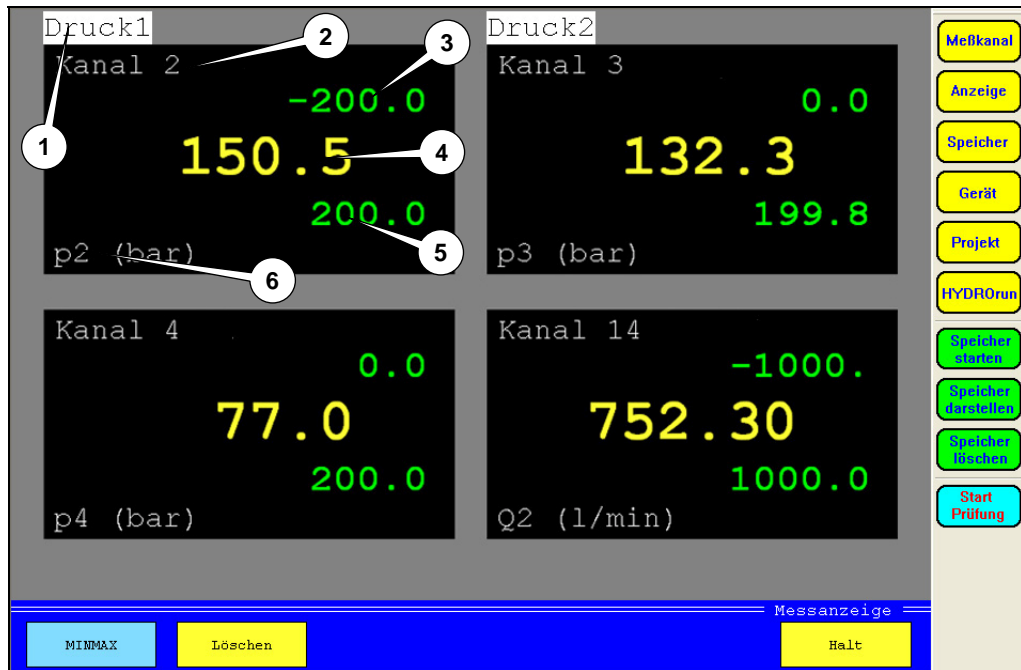 Druck1
Kanal 2
-200.0
150.5
200.0
p2 (bar)
1
2
3
4
5
6
Druck2
Kanal 3
0.0
132.3
199.8
p3 (bar)
Kanal 4
0.0
77.0
200.0
p4 (bar)
Kanal 14
-1000.
752.30
1000.0
Q2 (l/min)
Meßkanal
Anzeige
Speicher
Gerät
Projekt
HYDROrun
Speicher
starten
Speicher
darstellen
Speicher
löschen
Start
Prüfung
Messanzeige
MINMAX
Löschen
Halt